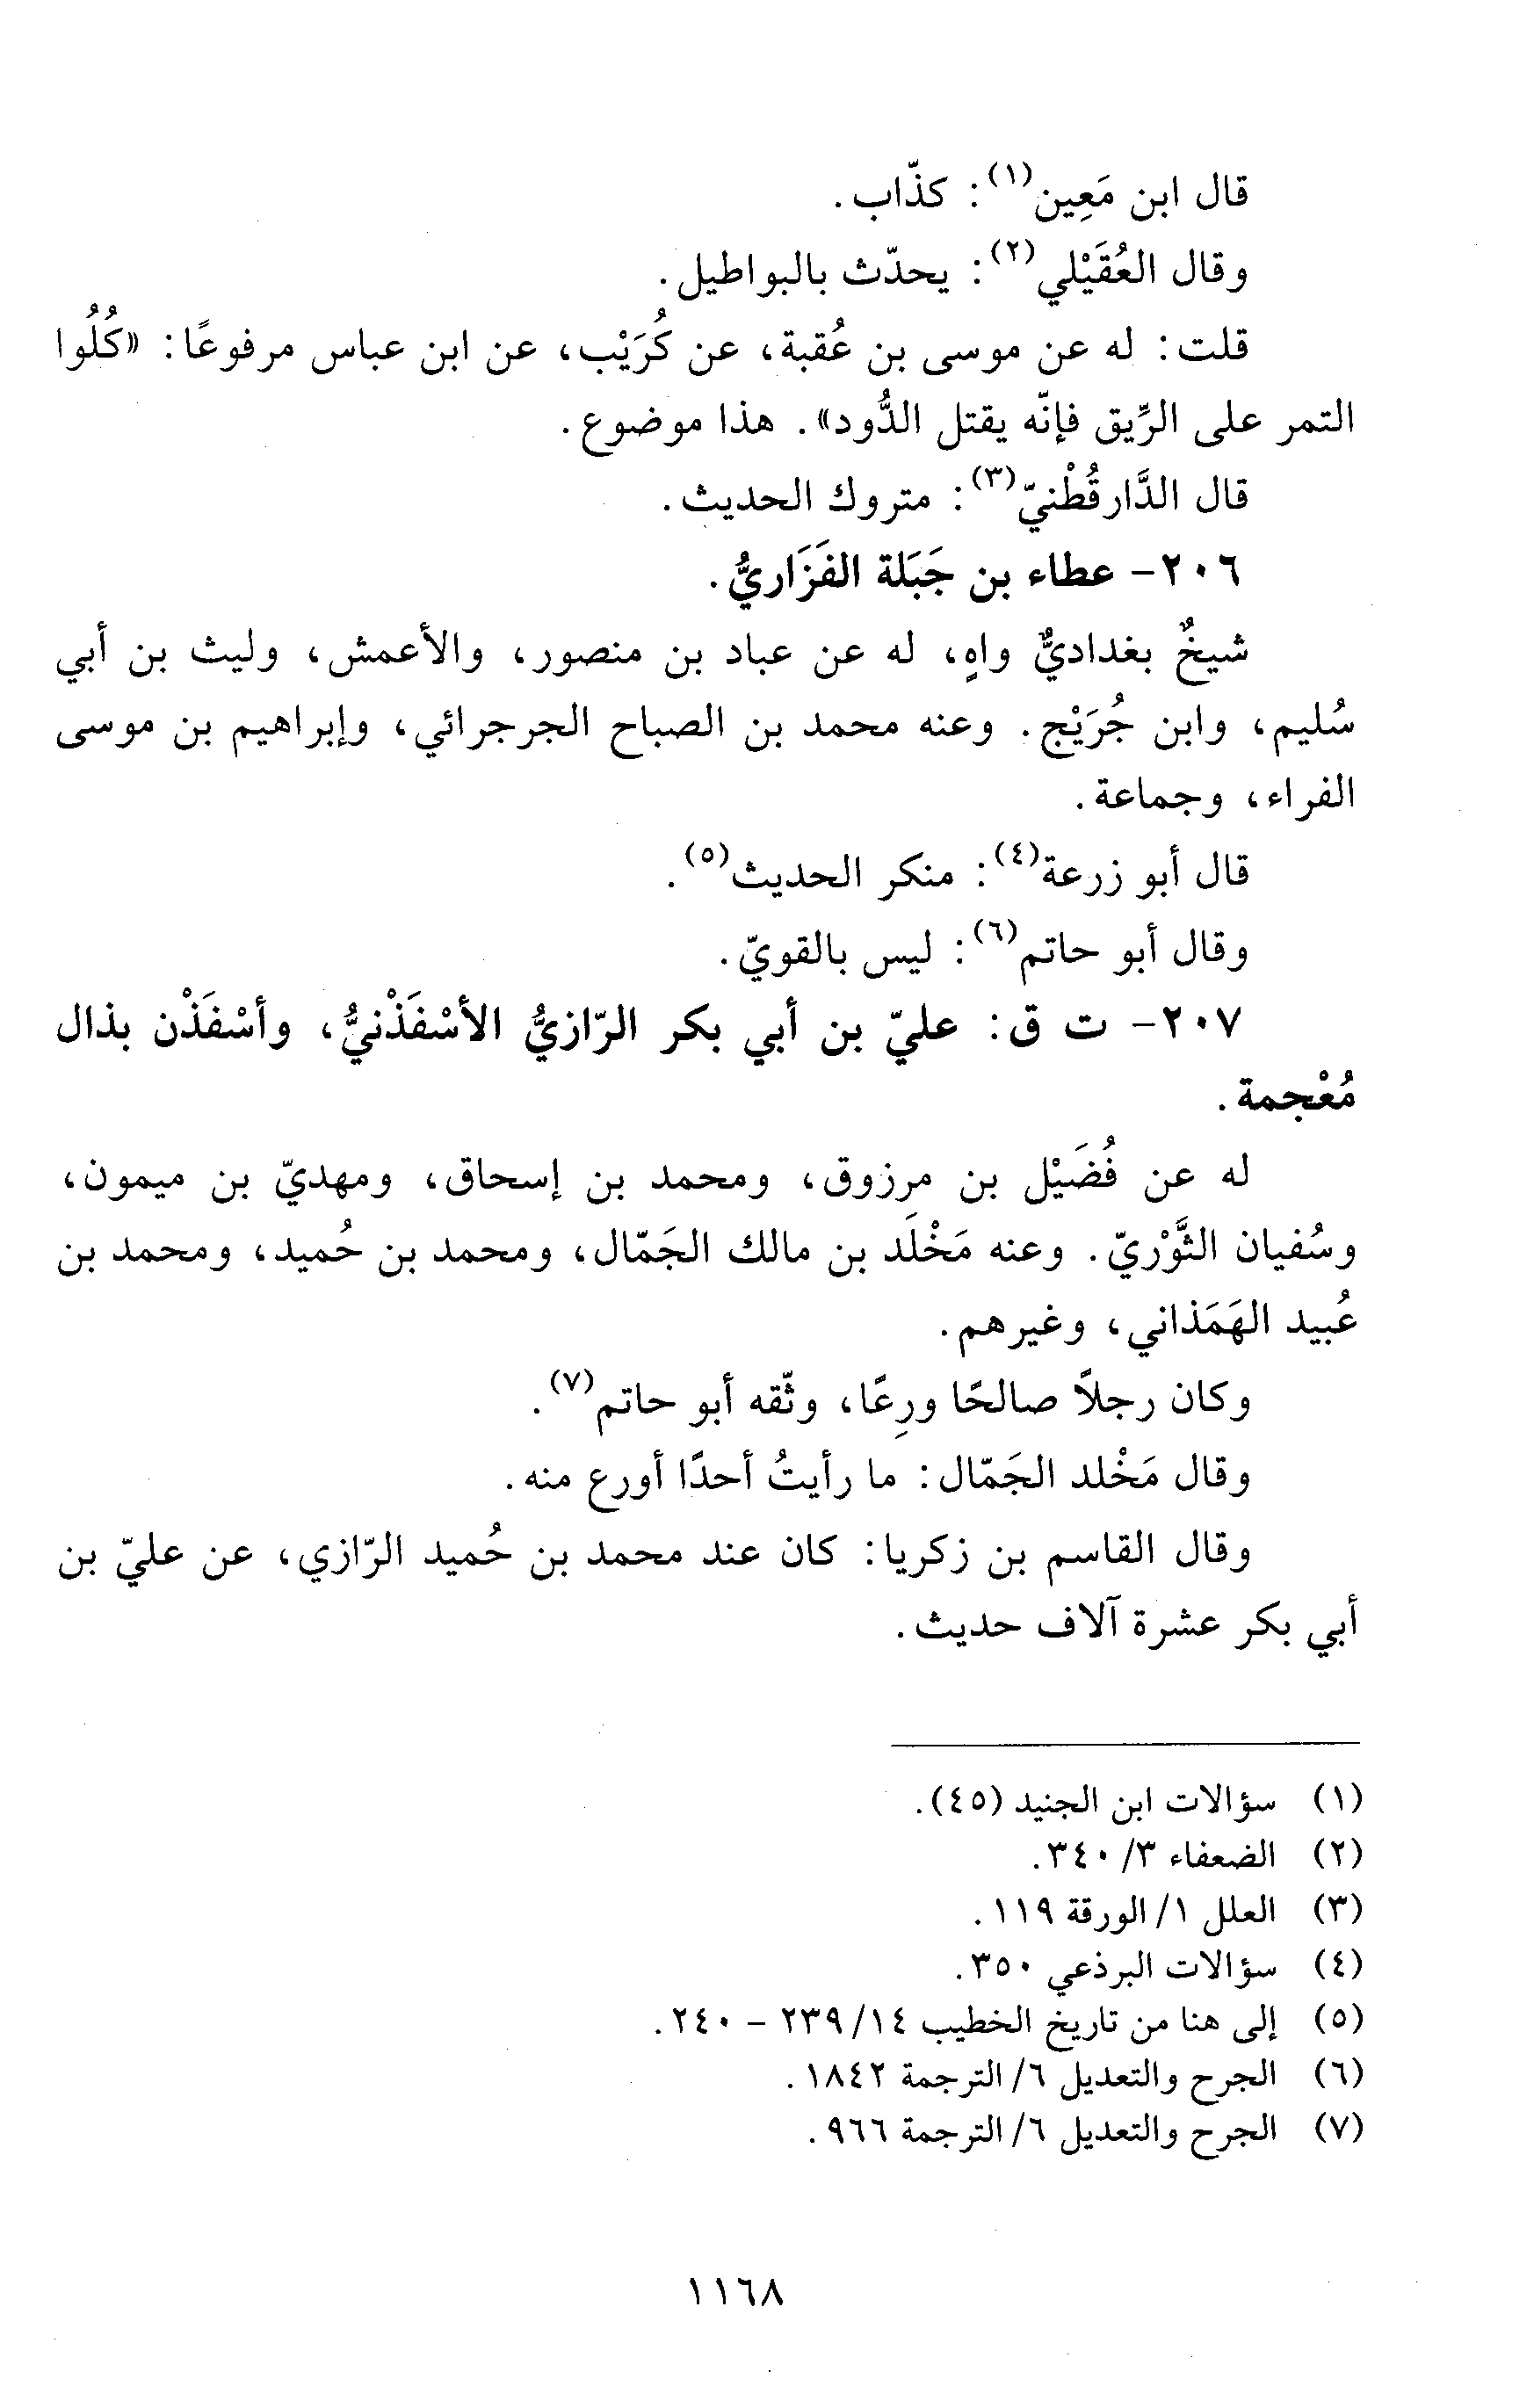 قال ابن مَعِين(١): كذّاب.
وقال العُقَيْلي(٢): يحدّث بالبواطيل.
قلت: له عن موسى بن عُقبة، عن كُرَيْب، عن ابن عباس مرفوعًا: «كُلُوا
التمر على الرِّيق فإنّه يقتل الدُّود». هذا موضوع.
قال الدَّارقُطْنيّ(٣): متروك الحديث.
٢٠٦- عطاء بن جَبَلة الفَزَاريُّ.
شيخٌ بغداديٌّ واهٍ، له عن عباد بن منصور، والأعمش، وليث بن أبي
سُليم، وابن جُرَيْج. وعنه محمد بن الصباح الجرجرائي، وإبراهيم بن موسى
الفراء، وجماعة.
قال أبو زرعة(٤): منكر الحديث(٥).
وقال أبو حاتم(٦): ليس بالقويّ.
٢٠٧- ت ق: عليّ بن أبي بكر الرّازيُّ الأسْفَذْنيُّ، وأسْفَذْن بذال
مُعْجمة.
له عن فُضَيْل بن مرزوق، ومحمد بن إسحاق، ومهديّ بن ميمون،
وسُفيان الثَّوْريّ. وعنه مَخْلَد بن مالك الجَمّال، ومحمد بن حُميد، ومحمد بن
عُبيد الهَمَذاني، وغيرهم.
وكان رجلاً صالحًا ورِعًا، وثّقه أبو حاتم(٧).
وقال مَخْلد الجَمّال: ما رأيتُ أحدًا أورع منه.
وقال القاسم بن زكريا: كان عند محمد بن حُميد الرّازي، عن عليّ بن
أبي بكر عشرة آلاف حديث.
(١) سؤالات ابن الجنيد (٤٥).
(٢) الضعفاء ٣/ ٣٤٠.
(٣) العلل ١/ الورقة ١١٩.
(٤) سؤالات البرذعي ٣٥٠.
(٥) إلى هنا من تاريخ الخطيب ١٤/ ٢٣٩ - ٢٤٠.
(٦) الجرح والتعديل ٦/ الترجمة ١٨٤٢.
(٧) الجرح والتعديل ٦/ الترجمة ٩٦٦.
١١٦٨